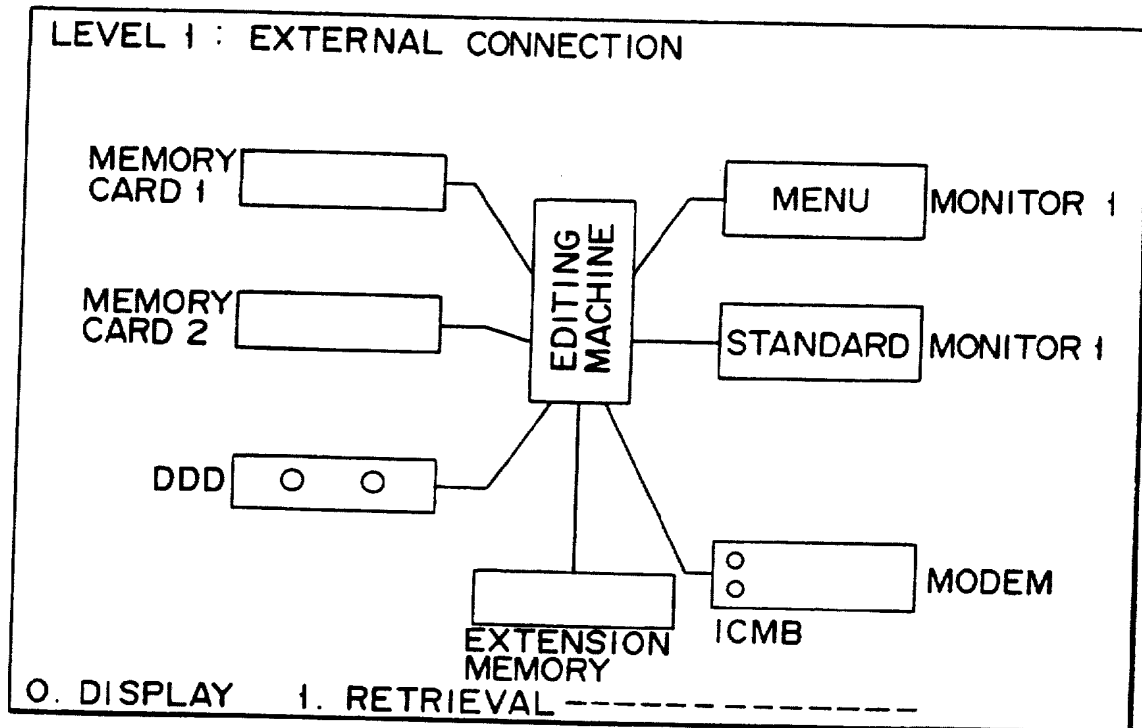 LEVEL 1 : EXTERNAL CONNECTION
MEMORY
CARD 1
MENU
MONITOR 1
EDITING
MACHINE
MEMORY
CARD 2
STANDARD
MONITOR 1
DDD
MODEM
ICMB
EXTENSION
MEMORY
0. DISPLAY 1. RETRIEVAL --------------